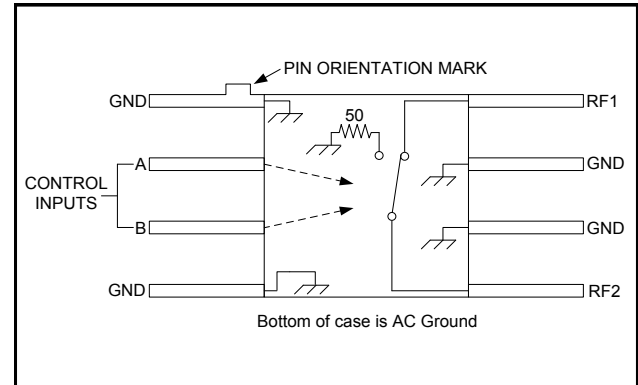 PIN ORIENTATION MARK
GND
RF1
50
A
GND
CONTROL
INPUTS
B
GND
GND
RF2
Bottom of case is AC Ground